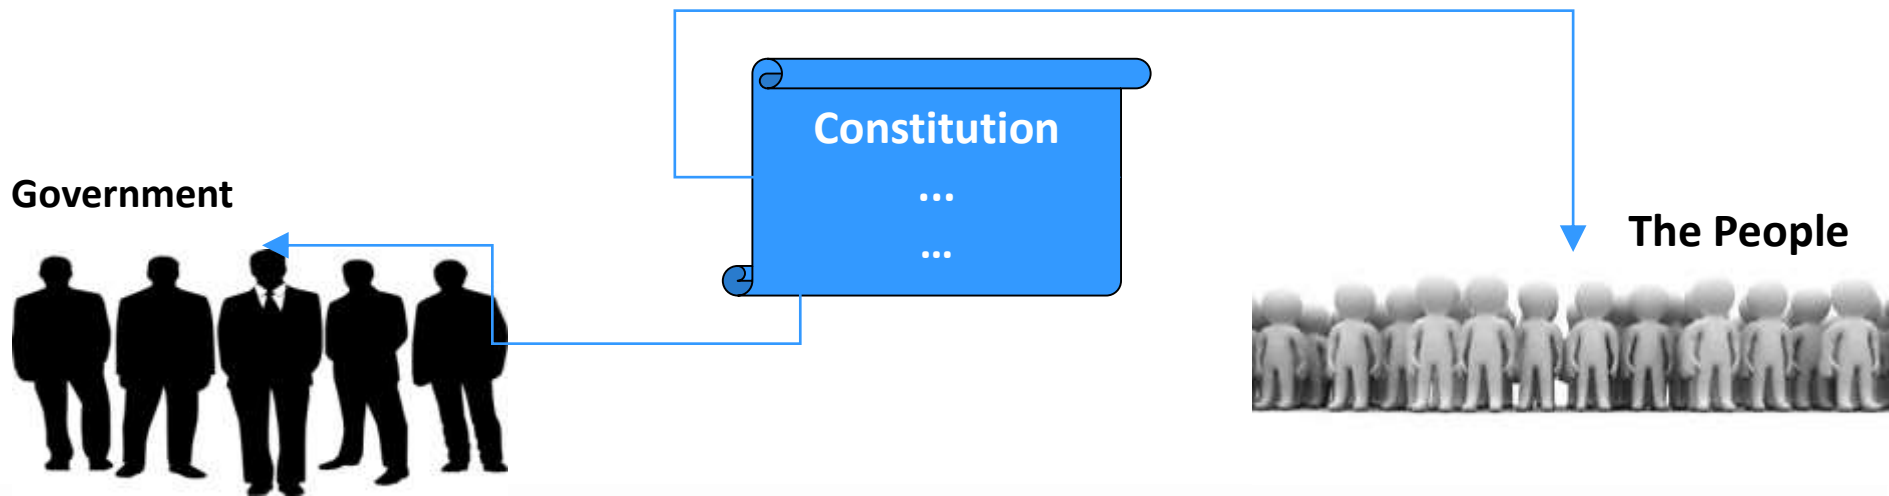 Constitution
...
...
Government
The People